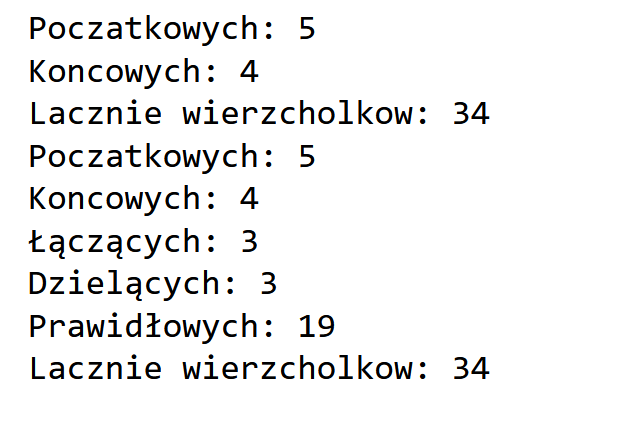 Poczatkowych: 5
Koncowych: 4
Lacznie wierzcholkow: 34
Poczatkowych: 5
Koncowych: 4
Łączących: 3
Dzielących: 3
Prawidłowych: 19
Lacznie wierzcholkow: 34